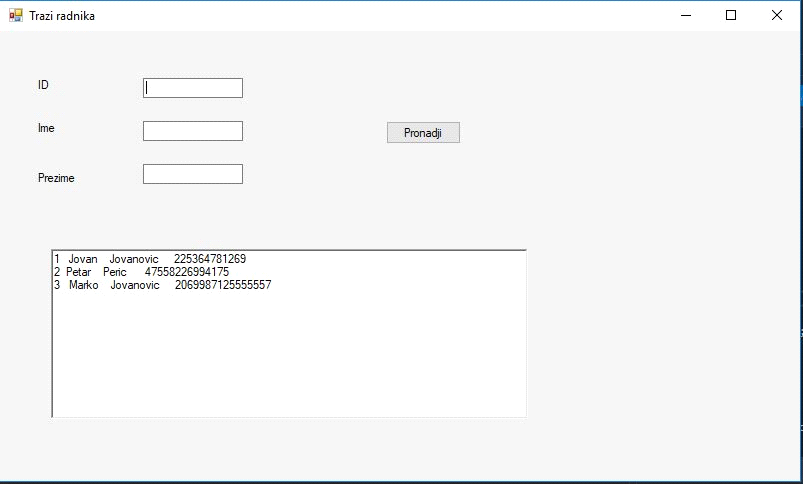 Trazi radnika
ID
Ime
Pronadji
Prezime
1 Jovan Jovanovic 225364781269
2 Petar Peric 47558226994175
3 Marko Jovanovic 2069987125555557